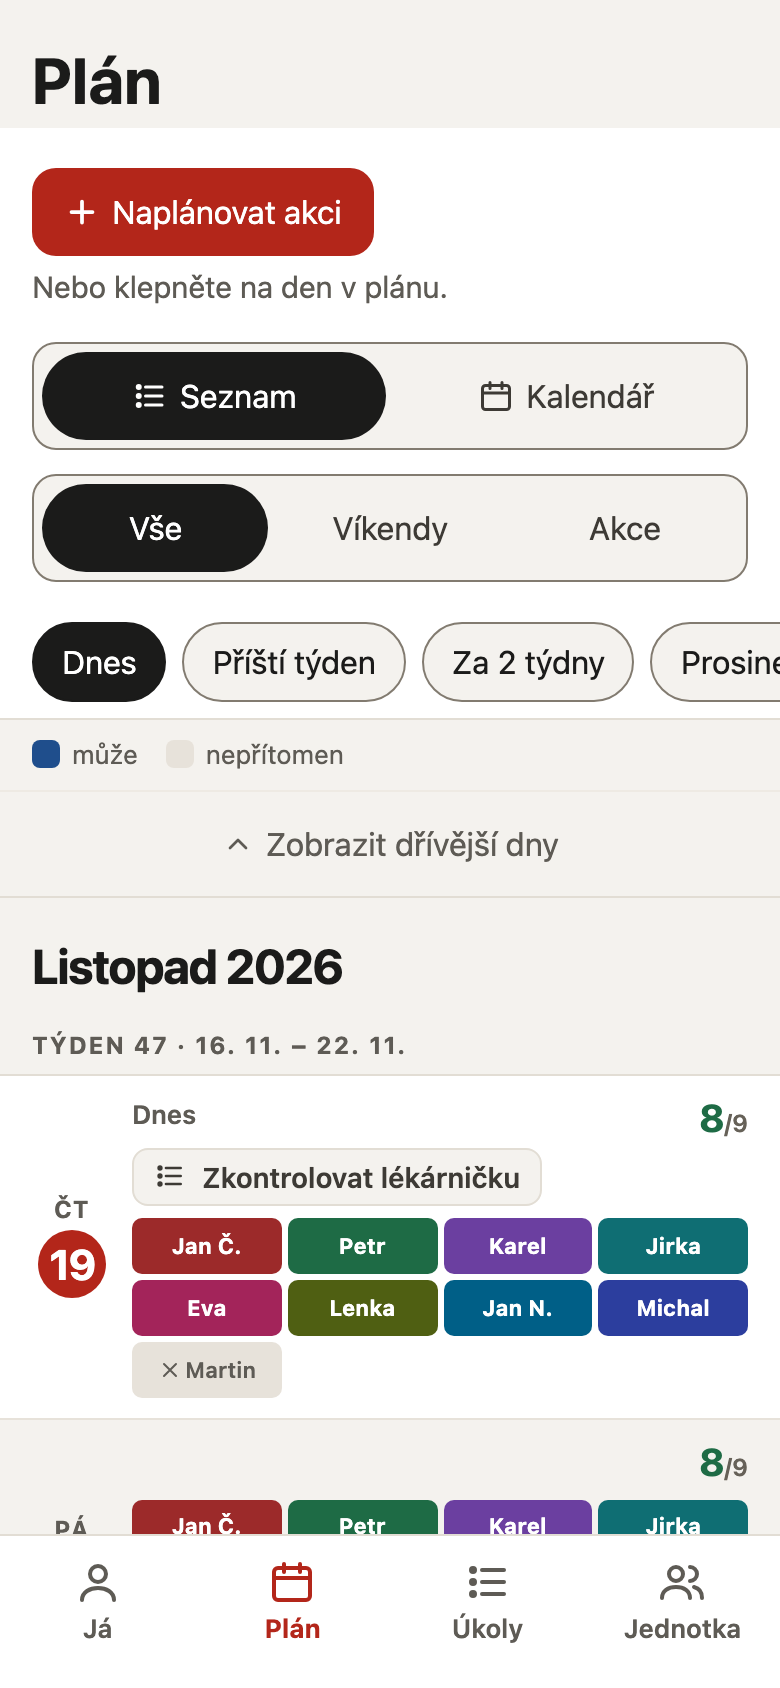 Plán
Naplánovat akci
Nebo klepněte na den v plánu.
Seznam
Kalendář
Vše
Víkendy
Akce
Dnes
Příští týden
Za 2 týdny
Prosine
může
nepřítomen
Zobrazit dřívější dny
Listopad 2026
TÝDEN 47 · 16. 11. – 22. 11.
Dnes
8/9
Zkontrolovat lékárničku
ČT
19
Jan Č.
Petr
Karel
Jirka
Eva
Lenka
Jan N.
Michal
Martin
8/9
PÁ
Jan Č.
Petr
Karel
Jirka
Já
Plán
Úkoly
Jednotka